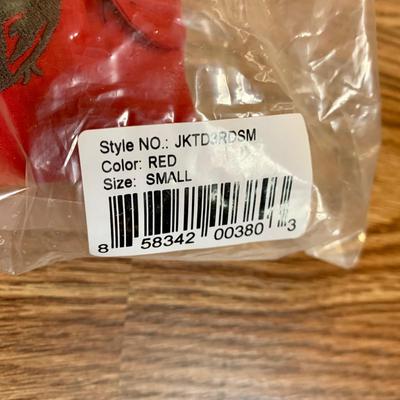 Style NO.: JKTD3RDSM
Color: RED
Size: SMALL
8 58342 00380 3